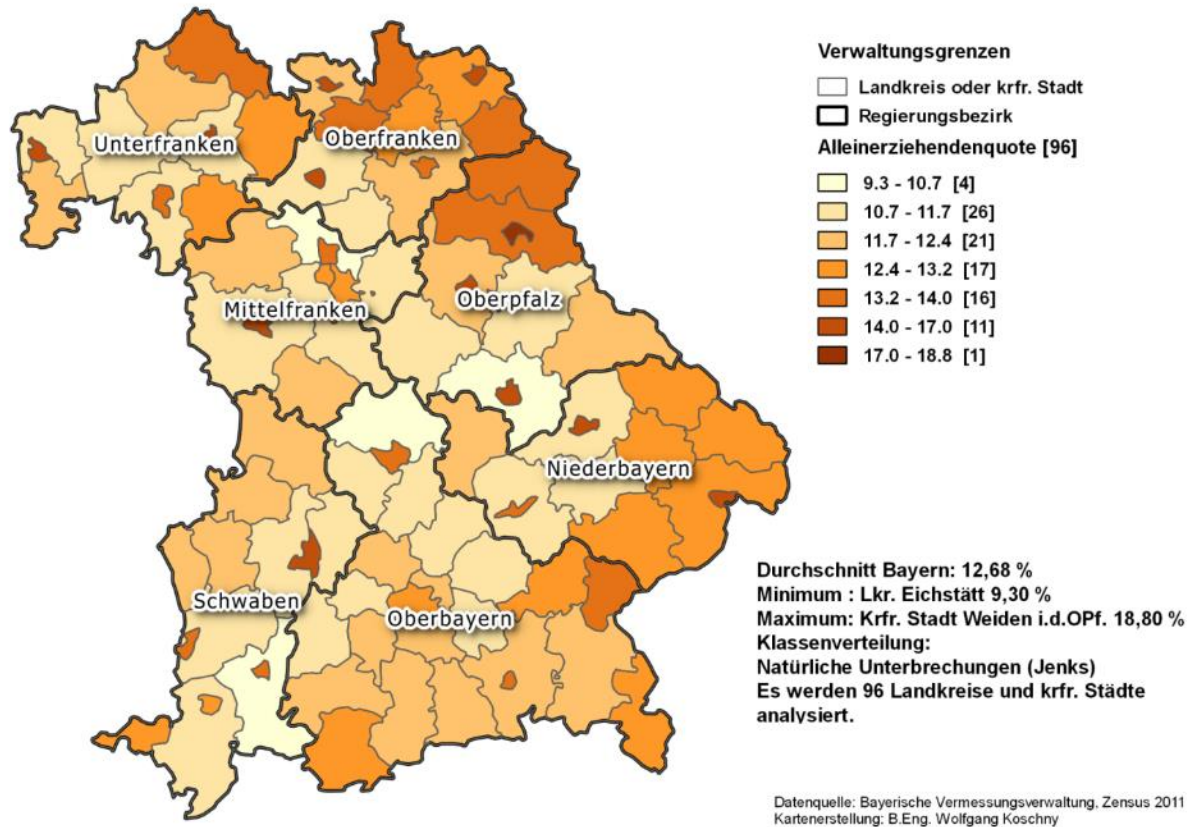 Verwaltungsgrenzen
Landkreis oder krfr. Stadt
Regierungsbezirk
Alleinerziehendenquote [96]
9.3 - 10.7 [4]
10.7 - 11.7 [26]
11.7 - 12.4 [21]
12.4 - 13.2 [17]
13.2 - 14.0 [16]
14.0 - 17.0 [11]
17.0 - 18.8 [1]
Unterfranken
Oberfranken
Mittelfranken
Oberpfalz
Niederbayern
Schwaben
Oberbayern
Durchschnitt Bayern: 12,68 %
Minimum : Lkr. Eichstätt 9,30 %
Maximum: Krfr. Stadt Weiden i.d.OPf. 18,80 %
Klassenverteilung:
Natürliche Unterbrechungen (Jenks)
Es werden 96 Landkreise und krfr. Städte
analysiert.
Datenquelle: Bayerische Vermessungsverwaltung, Zensus 2011
Kartenerstellung: B.Eng. Wolfgang Koschny